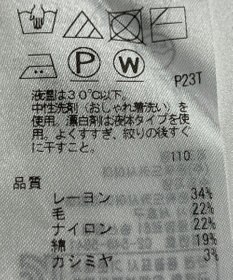 P W
P23T
液温は30℃以下。
中性洗剤(おしゃれ着洗い)を
使用。漂白剤は液体タイプを使
用。よくすすぎ、絞りの後すぐ
に干すこと。
110
品質
レーヨン 34%
毛 22%
ナイロン 22%
綿 19%
カシミヤ 3%